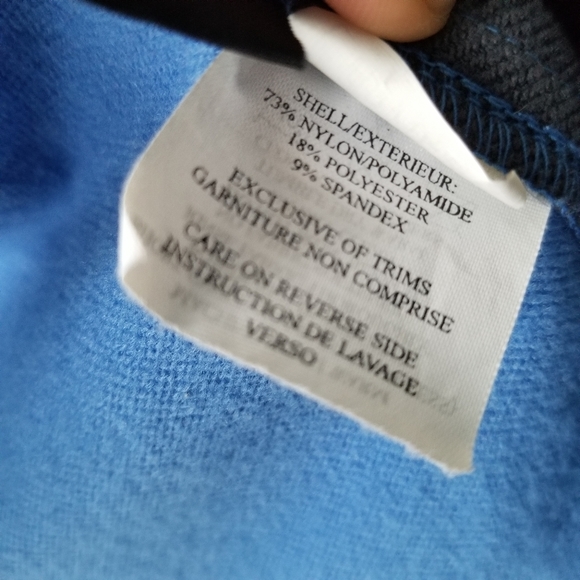 SHELL/EXTERIEUR:
73% NYLON/POLYAMIDE
18% POLYESTER
9% SPANDEX
EXCLUSIVE OF TRIMS
GARNITURE NON COMPRISE
CARE ON REVERSE SIDE
INSTRUCTION DE LAVAGE
VERSO